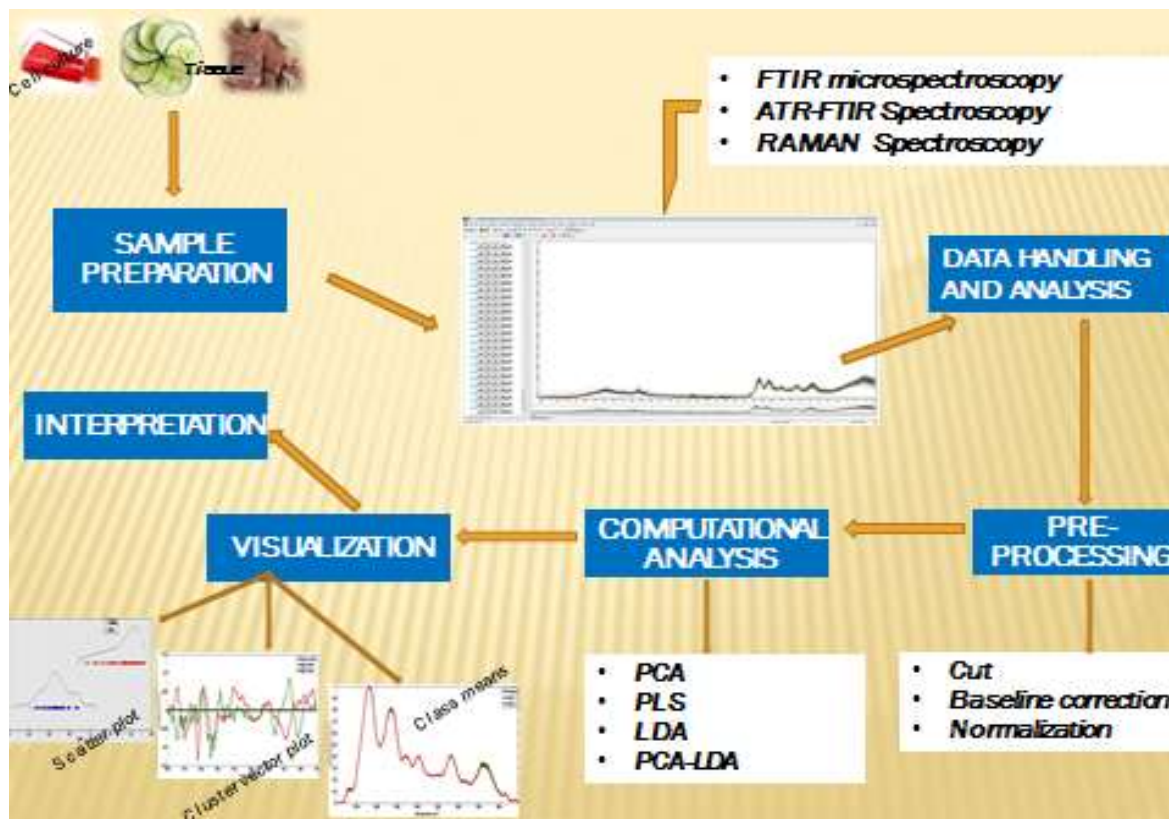 Cell culture
Tissue
• FTIR microspectroscopy
• ATR-FTIR Spectroscopy
• RAMAN Spectroscopy
SAMPLE
PREPARATION
DATA HANDLING
AND ANALYSIS
INTERPRETATION
VISUALIZATION
COMPUTATIONAL
ANALYSIS
PRE-
PROCESSING
Scatter plot
Cluster vector plot
Class means
• PCA
• PLS
• LDA
• PCA-LDA
• Cut
• Baseline correction
• Normalization